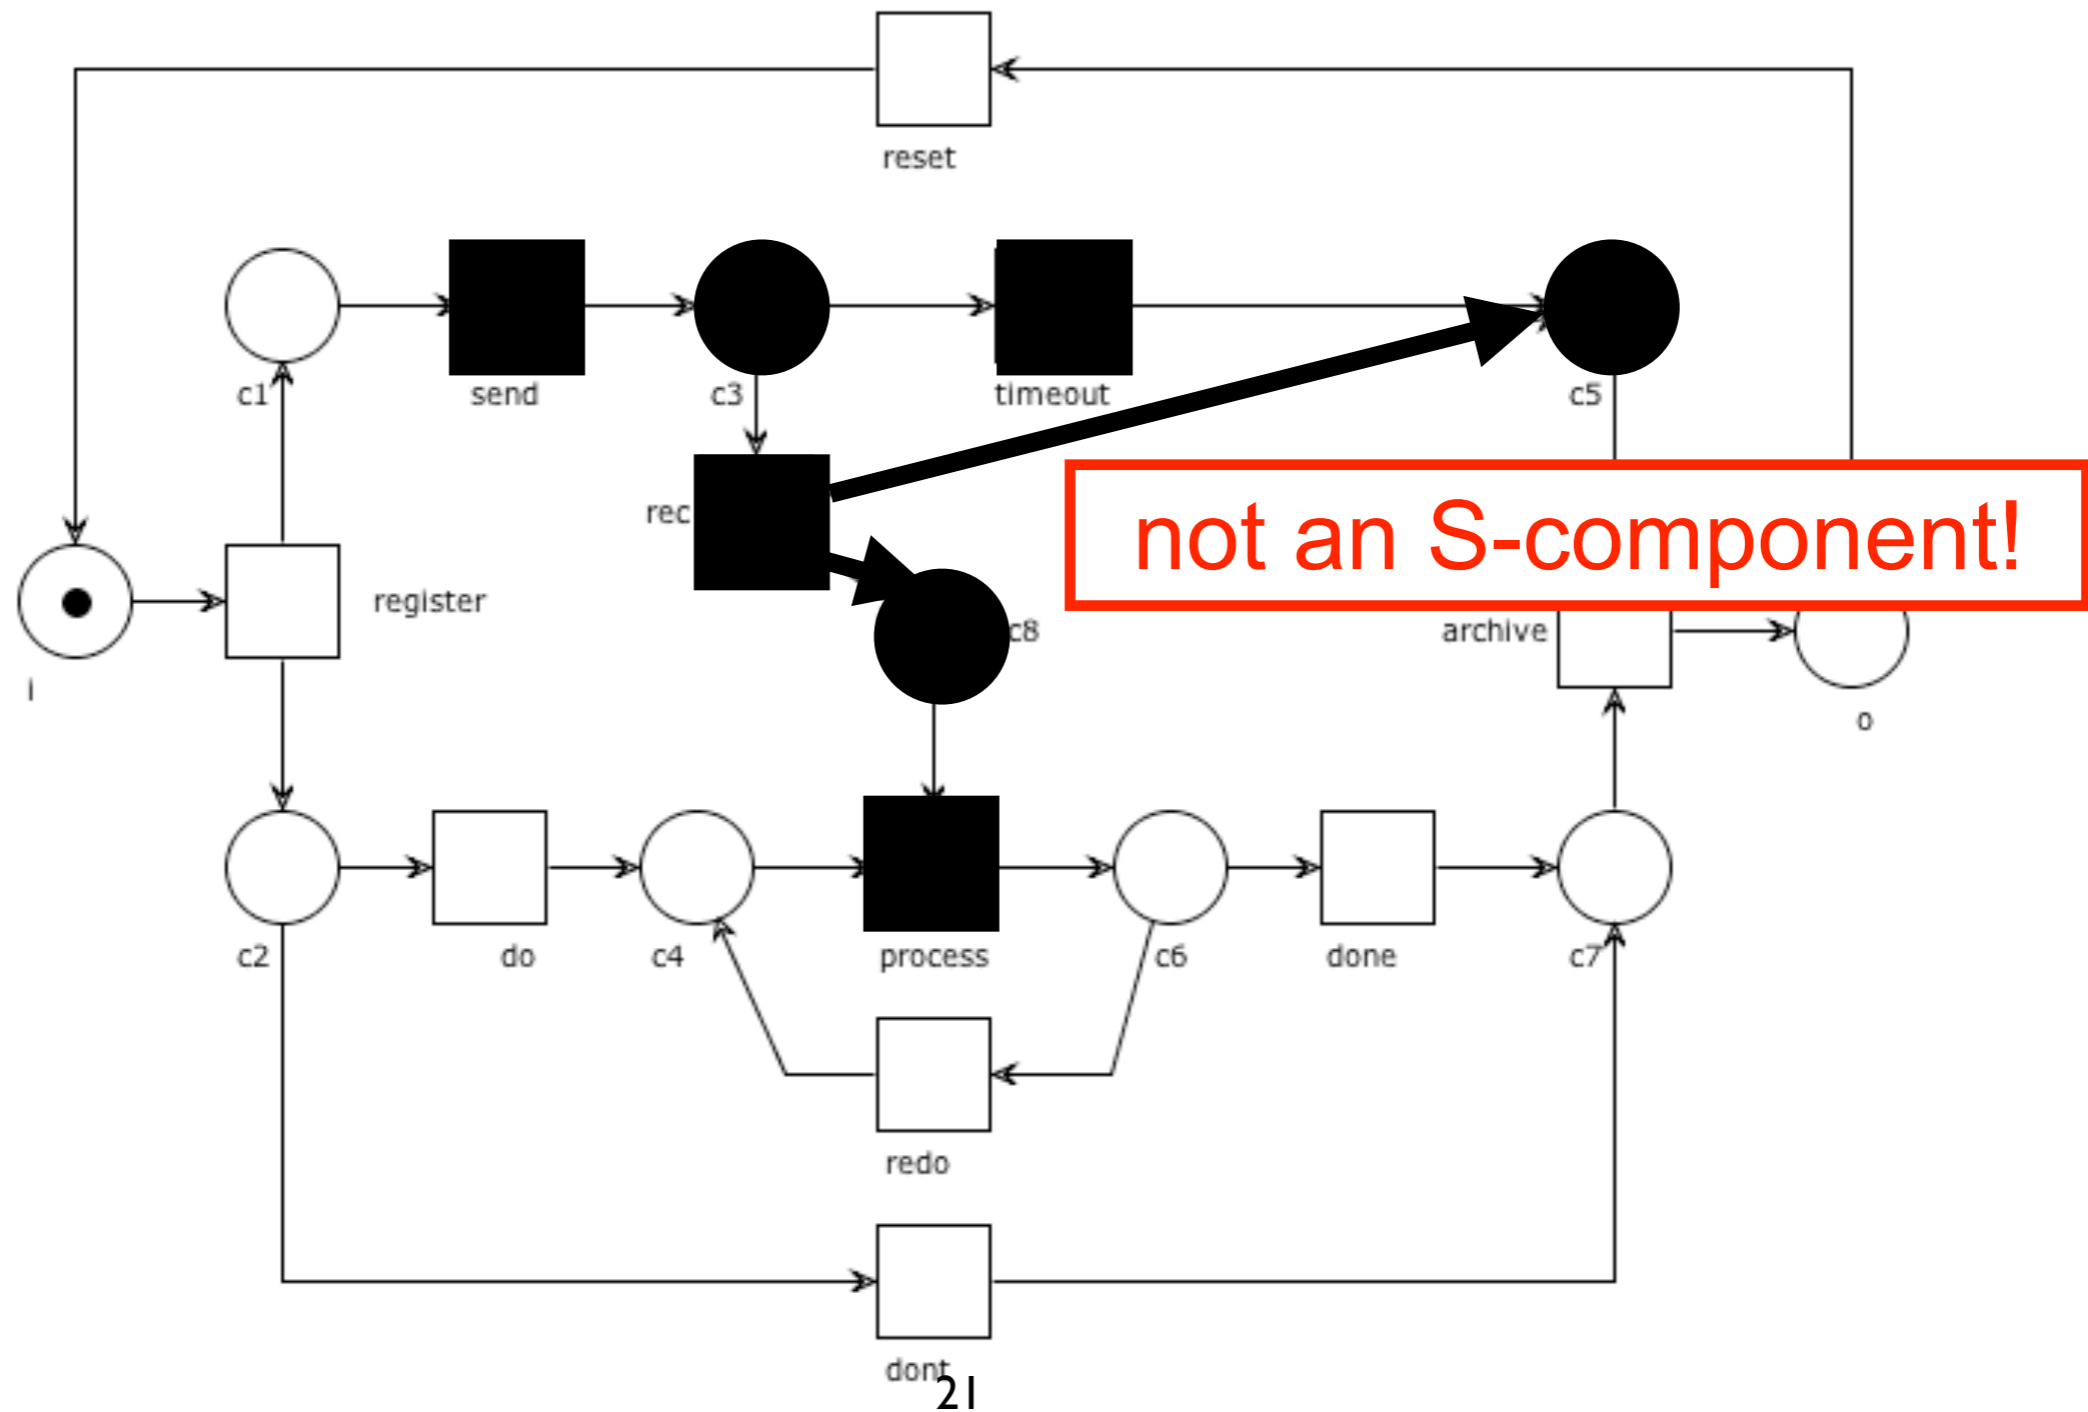 reset
c1
send
c3
timeout
c5
rec
not an S-component!
i
register
c8
archive
o
c2
do
c4
process
c6
done
c7
redo
dont
21